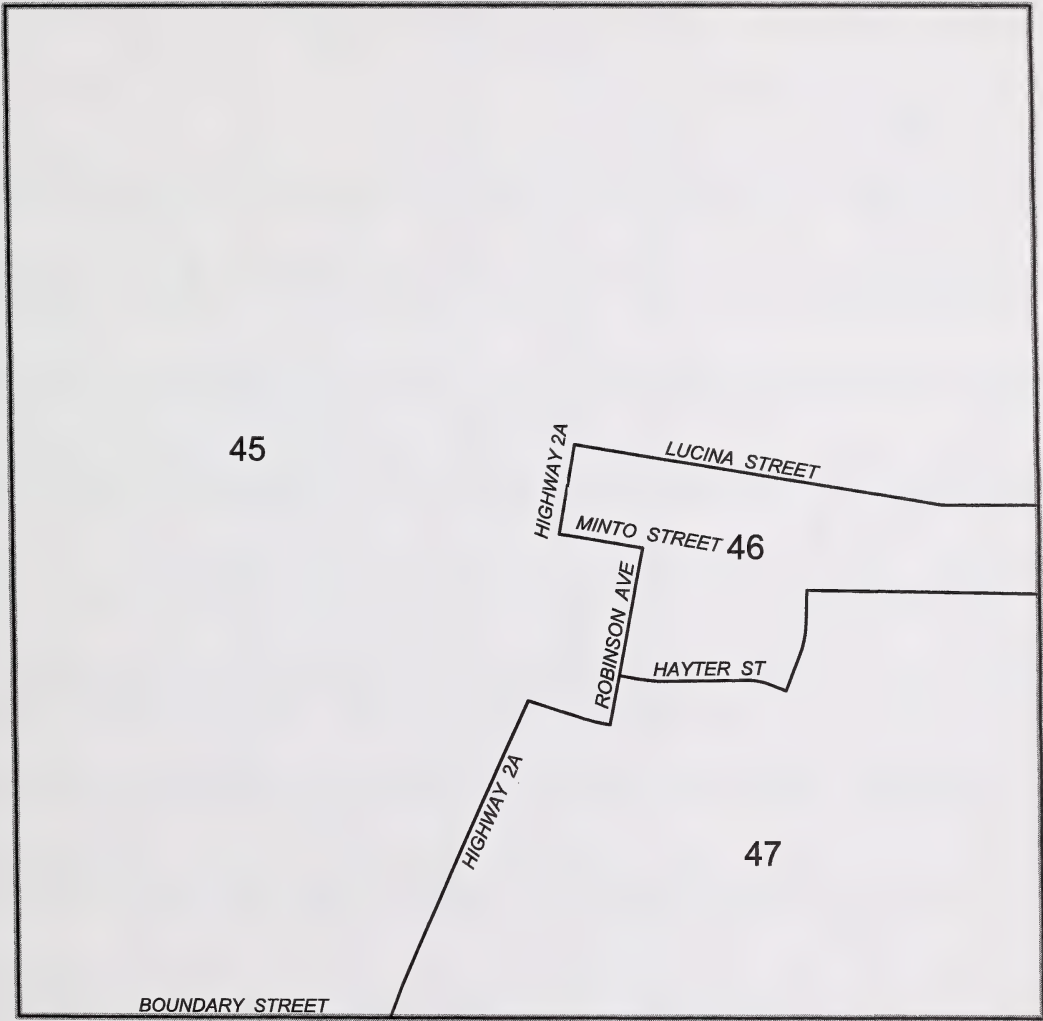 45
HIGHWAY 2A
LUCINA STREET
MINTO STREET
46
ROBINSON AVE
HAYTER ST
HIGHWAY 2A
47
BOUNDARY STREET